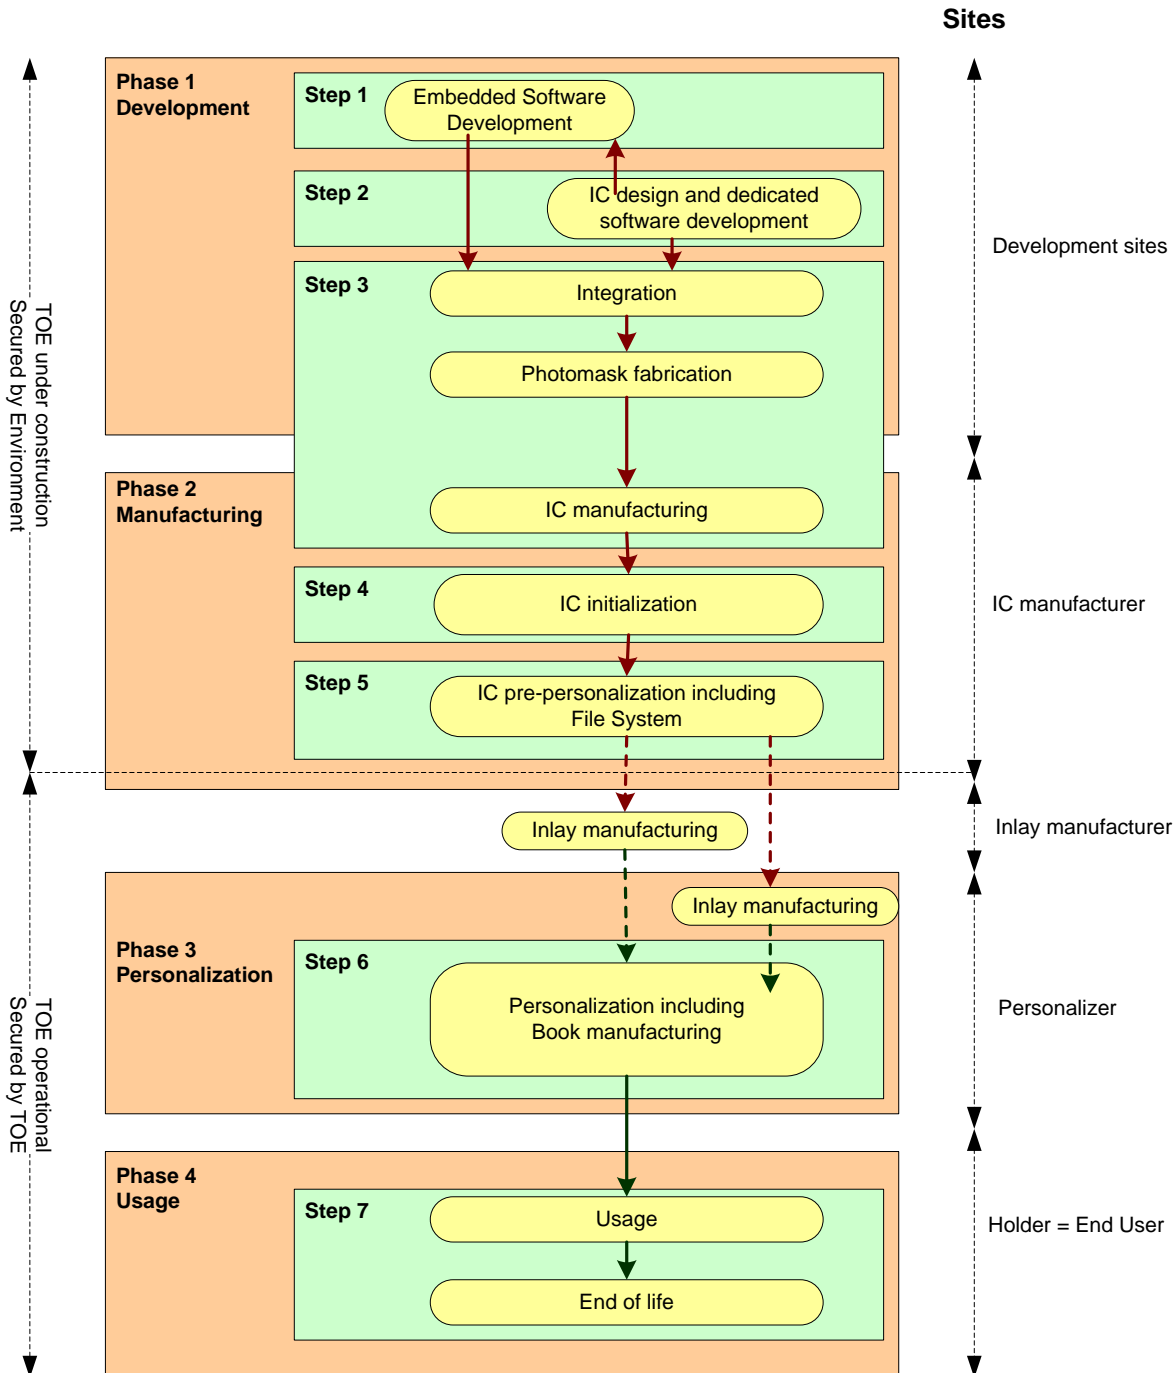 Sites
Phase 1
Development
Step 1
Embedded Software
Development
Step 2
IC design and dedicated
software development
Development sites
Step 3
Integration
TOE under construction
Secured by Environment
Photomask fabrication
Phase 2
Manufacturing
IC manufacturing
Step 4
IC initialization
IC manufacturer
Step 5
IC pre-personalization including
File System
Inlay manufacturing
Inlay manufacturer
Inlay manufacturing
Phase 3
Personalization
Step 6
Personalization including
Book manufacturing
Personalizer
TOE operational
Secured by TOE
Phase 4
Usage
Step 7
Usage
Holder = End User
End of life